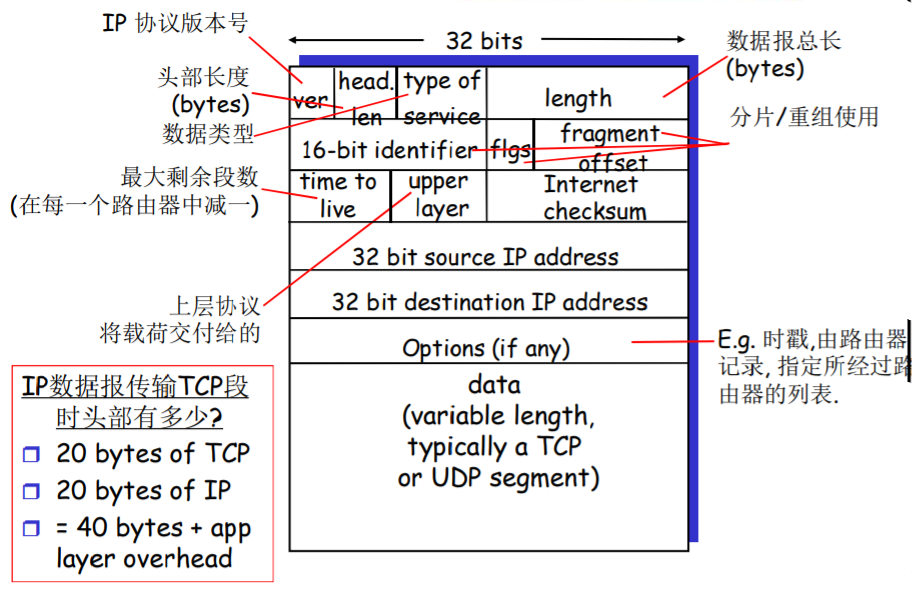 IP 协议版本号
32 bits
数据报总长
(bytes)
头部长度
(bytes)
数据类型
ver
head.
len
type of
service
length
分片/重组使用
16-bit identifier
flgs
fragment
offset
最大剩余段数
(在每一个路由器中减一)
time to
live
upper
layer
Internet
checksum
32 bit source IP address
上层协议
将载荷交付给的
32 bit destination IP address
Options (if any)
E.g. 时戳,由路由器
记录, 指定所经过路
由器的列表.
data
(variable length,
typically a TCP
or UDP segment)
IP数据报传输TCP段
时头部有多少?
20 bytes of TCP
20 bytes of IP
= 40 bytes + app
layer overhead